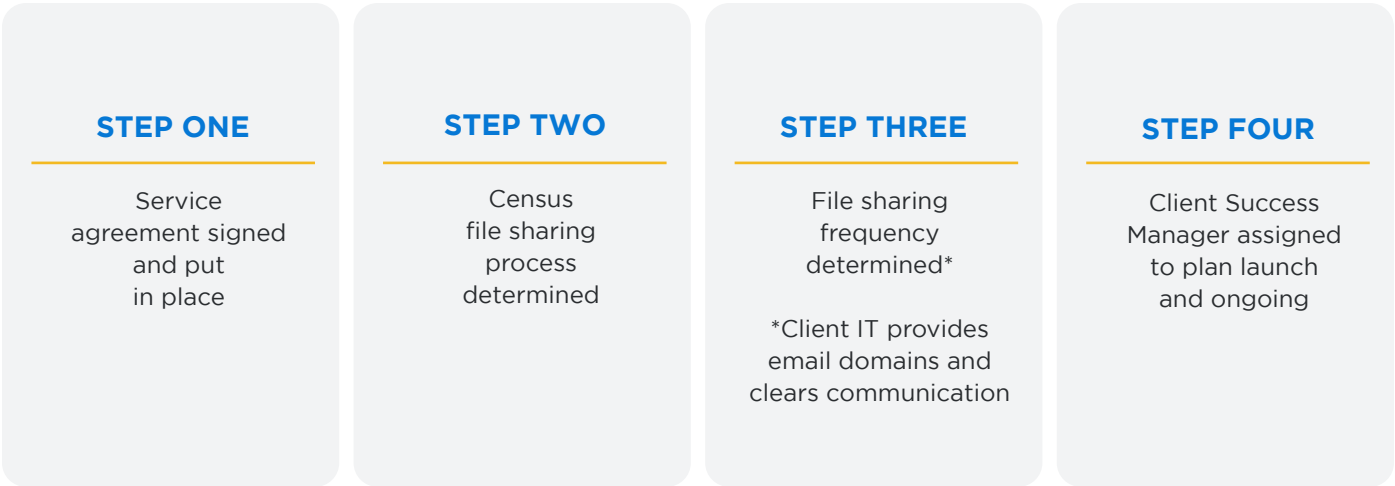 STEP ONE
Service
agreement signed
and put
in place
STEP TWO
Census
file sharing
process
determined
STEP THREE
File sharing
frequency
determined*
*Client IT provides
email domains and
clears communication
STEP FOUR
Client Success
Manager assigned
to plan launch
and ongoing